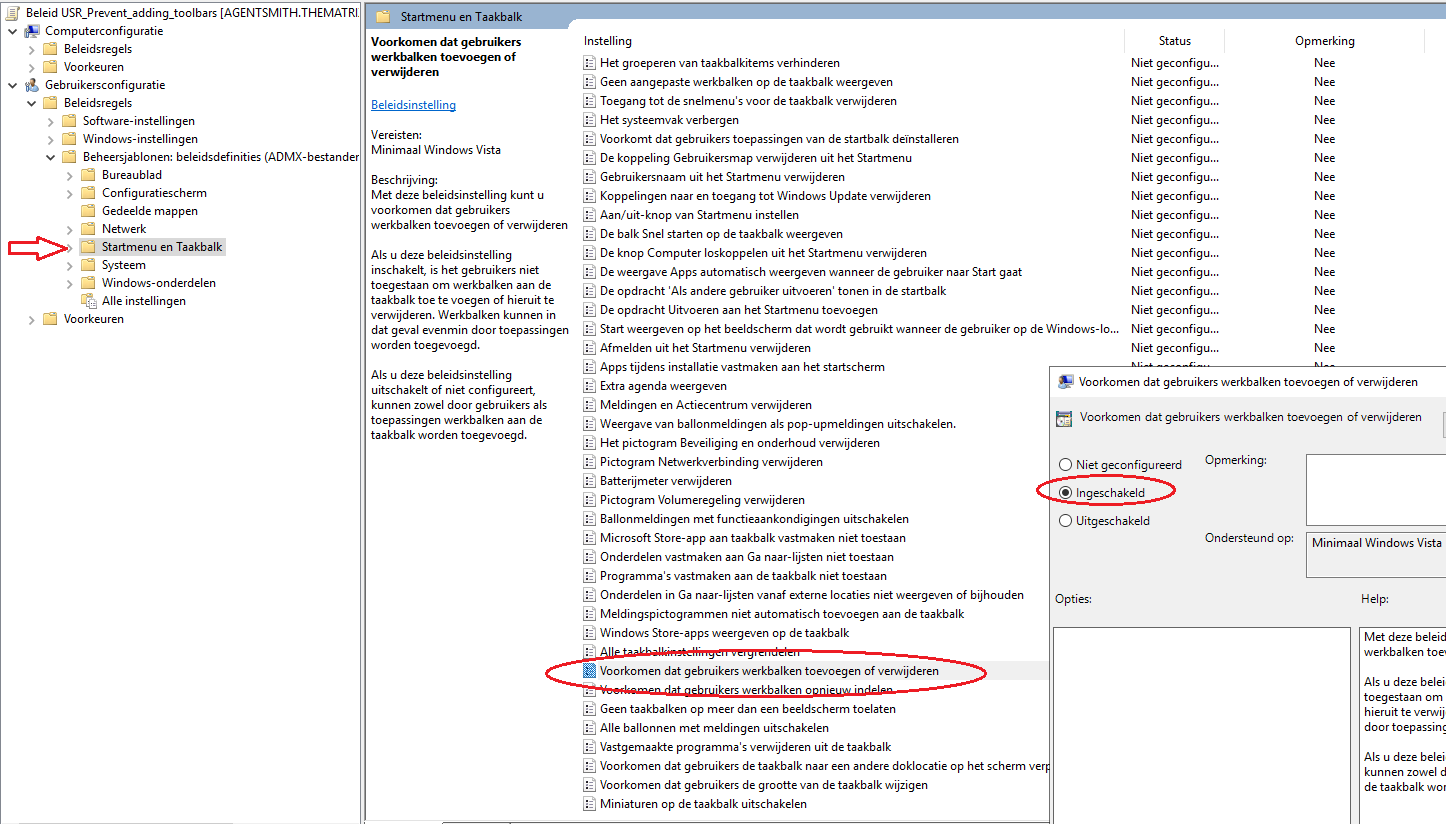 Beleid USR_Prevent_adding_toolbars [AGENTSMITH.THEMATRI
Computerconfiguratie
Beleidsregels
Voorkeuren
Gebruikersconfiguratie
Beleidsregels
Software-instellingen
Windows-instellingen
Beheersjablonen: beleidsdefinities (ADMX-bestander
Bureaublad
Configuratiescherm
Gedeelde mappen
Netwerk
Startmenu en Taakbalk
Systeem
Windows-onderdelen
Alle instellingen
Voorkeuren
Startmenu en Taakbalk
Voorkomen dat gebruikers
werkbalken toevoegen of
verwijderen
Beleidsinstelling
Vereisten:
Minimaal Windows Vista
Beschrijving:
Met deze beleidsinstelling kunt u
voorkomen dat gebruikers
werkbalken toevoegen of verwijderen
Als u deze beleidsinstelling
inschakelt, is het gebruikers niet
toegestaan om werkbalken aan de
taakbalk toe te voegen of hieruit te
verwijderen. Werkbalken kunnen in
dat geval evenmin door toepassingen
worden toegevoegd.
Als u deze beleidsinstelling
uitschakelt of niet configureert,
kunnen zowel door gebruikers als
toepassingen werkbalken aan de
taakbalk worden toegevoegd.
Instelling Status Opmerking
Het groeperen van taakbalkitems verhinderen Niet geconfigu... Nee
Geen aangepaste werkbalken op de taakbalk weergeven Niet geconfigu... Nee
Toegang tot de snelmenu's voor de taakbalk verwijderen Niet geconfigu... Nee
Het systeemvak verbergen Niet geconfigu... Nee
Voorkomt dat gebruikers toepassingen van de startbalk deïnstalleren Niet geconfigu... Nee
De koppeling Gebruikersmap verwijderen uit het Startmenu Niet geconfigu... Nee
Gebruikersnaam uit het Startmenu verwijderen Niet geconfigu... Nee
Koppelingen naar en toegang tot Windows Update verwijderen Niet geconfigu... Nee
Aan/uit-knop van Startmenu instellen Niet geconfigu... Nee
De balk Snel starten op de taakbalk weergeven Niet geconfigu... Nee
De knop Computer loskoppelen uit het Startmenu verwijderen Niet geconfigu... Nee
De weergave Apps automatisch weergeven wanneer de gebruiker naar Start gaat Niet geconfigu... Nee
De opdracht 'Als andere gebruiker uitvoeren' tonen in de startbalk Niet geconfigu... Nee
De opdracht Uitvoeren aan het Startmenu toevoegen Niet geconfigu... Nee
Start weergeven op het beeldscherm dat wordt gebruikt wanneer de gebruiker op de Windows-lo... Niet geconfigu... Nee
Afmelden uit het Startmenu verwijderen Niet geconfigu... Nee
Apps tijdens installatie vastmaken aan het startscherm
Extra agenda weergeven
Meldingen en Actiecentrum verwijderen
Weergave van ballonmeldingen als pop-upmeldingen uitschakelen.
Het pictogram Beveiliging en onderhoud verwijderen
Pictogram Netwerkverbinding verwijderen
Batterijmeter verwijderen
Pictogram Volumeregeling verwijderen
Ballonmeldingen met functieaankondigingen uitschakelen
Microsoft Store-app aan taakbalk vastmaken niet toestaan
Onderdelen vastmaken aan Ga naar-lijsten niet toestaan
Programma's vastmaken aan de taakbalk niet toestaan
Onderdelen in Ga naar-lijsten vanaf externe locaties niet weergeven of bijhouden
Meldingspictogrammen niet automatisch toevoegen aan de taakbalk
Windows Store-apps weergeven op de taakbalk
Alle taakbalkinstellingen vergrendelen
Voorkomen dat gebruikers werkbalken toevoegen of verwijderen
Voorkomen dat gebruikers werkbalken opnieuw indelen
Geen taakbalken op meer dan een beeldscherm toelaten
Alle ballonnen met meldingen uitschakelen
Vastgemaakte programma's verwijderen uit de taakbalk
Voorkomen dat gebruikers de taakbalk naar een andere doklocatie op het scherm verp
Voorkomen dat gebruikers de grootte van de taakbalk wijzigen
Miniaturen op de taakbalk uitschakelen
Voorkomen dat gebruikers werkbalken toevoegen of verwijderen
Voorkomen dat gebruikers werkbalken toevoegen of verwijderen
Niet geconfigureerd
Ingeschakeld
Uitgeschakeld
Opmerking:
Ondersteund op:
Minimaal Windows Vista
Opties:
Help:
Met deze beleid
werkbalken toev
Als u deze belei
toegestaan om
hieruit te verwij
door toepassing
Als u deze belei
kunnen zowel d
de taakbalk wor